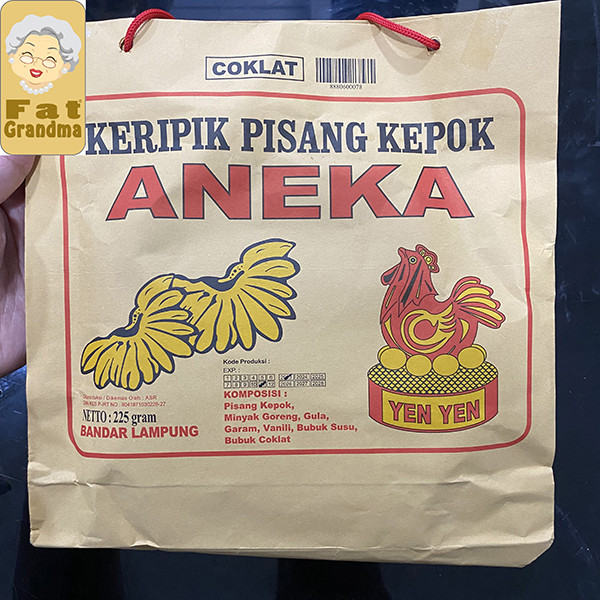 Fat
Grandma
COKLAT
8880600078
KERIPIK PISANG KEPOK
ANEKA
Kode Produksi :
EXP. :
KOMPOSISI :
Pisang Kepok,
Minyak Goreng, Gula,
Garam, Vanili, Bubuk Susu,
Bubuk Coklat
NETTO : 225 gram
BANDAR LAMPUNG
YEN YEN